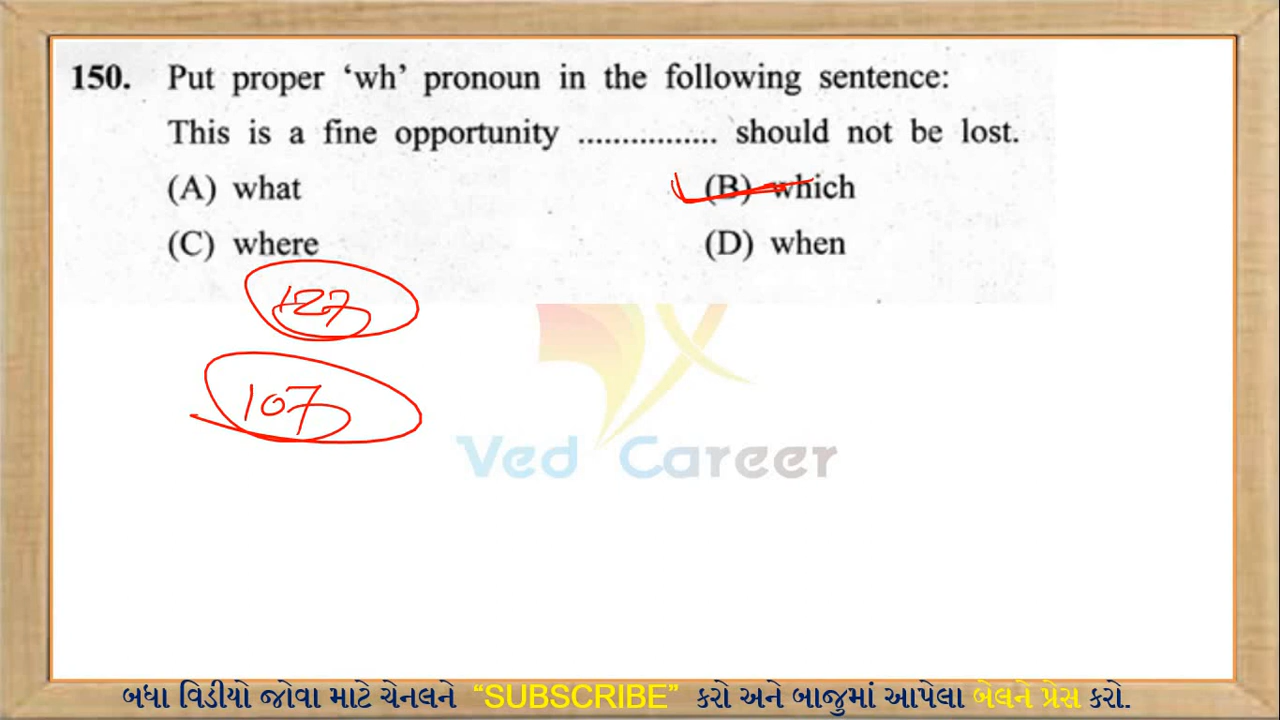 150. Put proper ‘wh’ pronoun in the following sentence:
This is a fine opportunity ................ should not be lost.
(A) what (B) which
(C) where (D) when
127
107
Ved Career
બધા વિડીયો જોવા માટે ચેનલને “SUBSCRIBE” કરો અને બાજુમાં આપેલા બેલને પ્રેસ કરો.